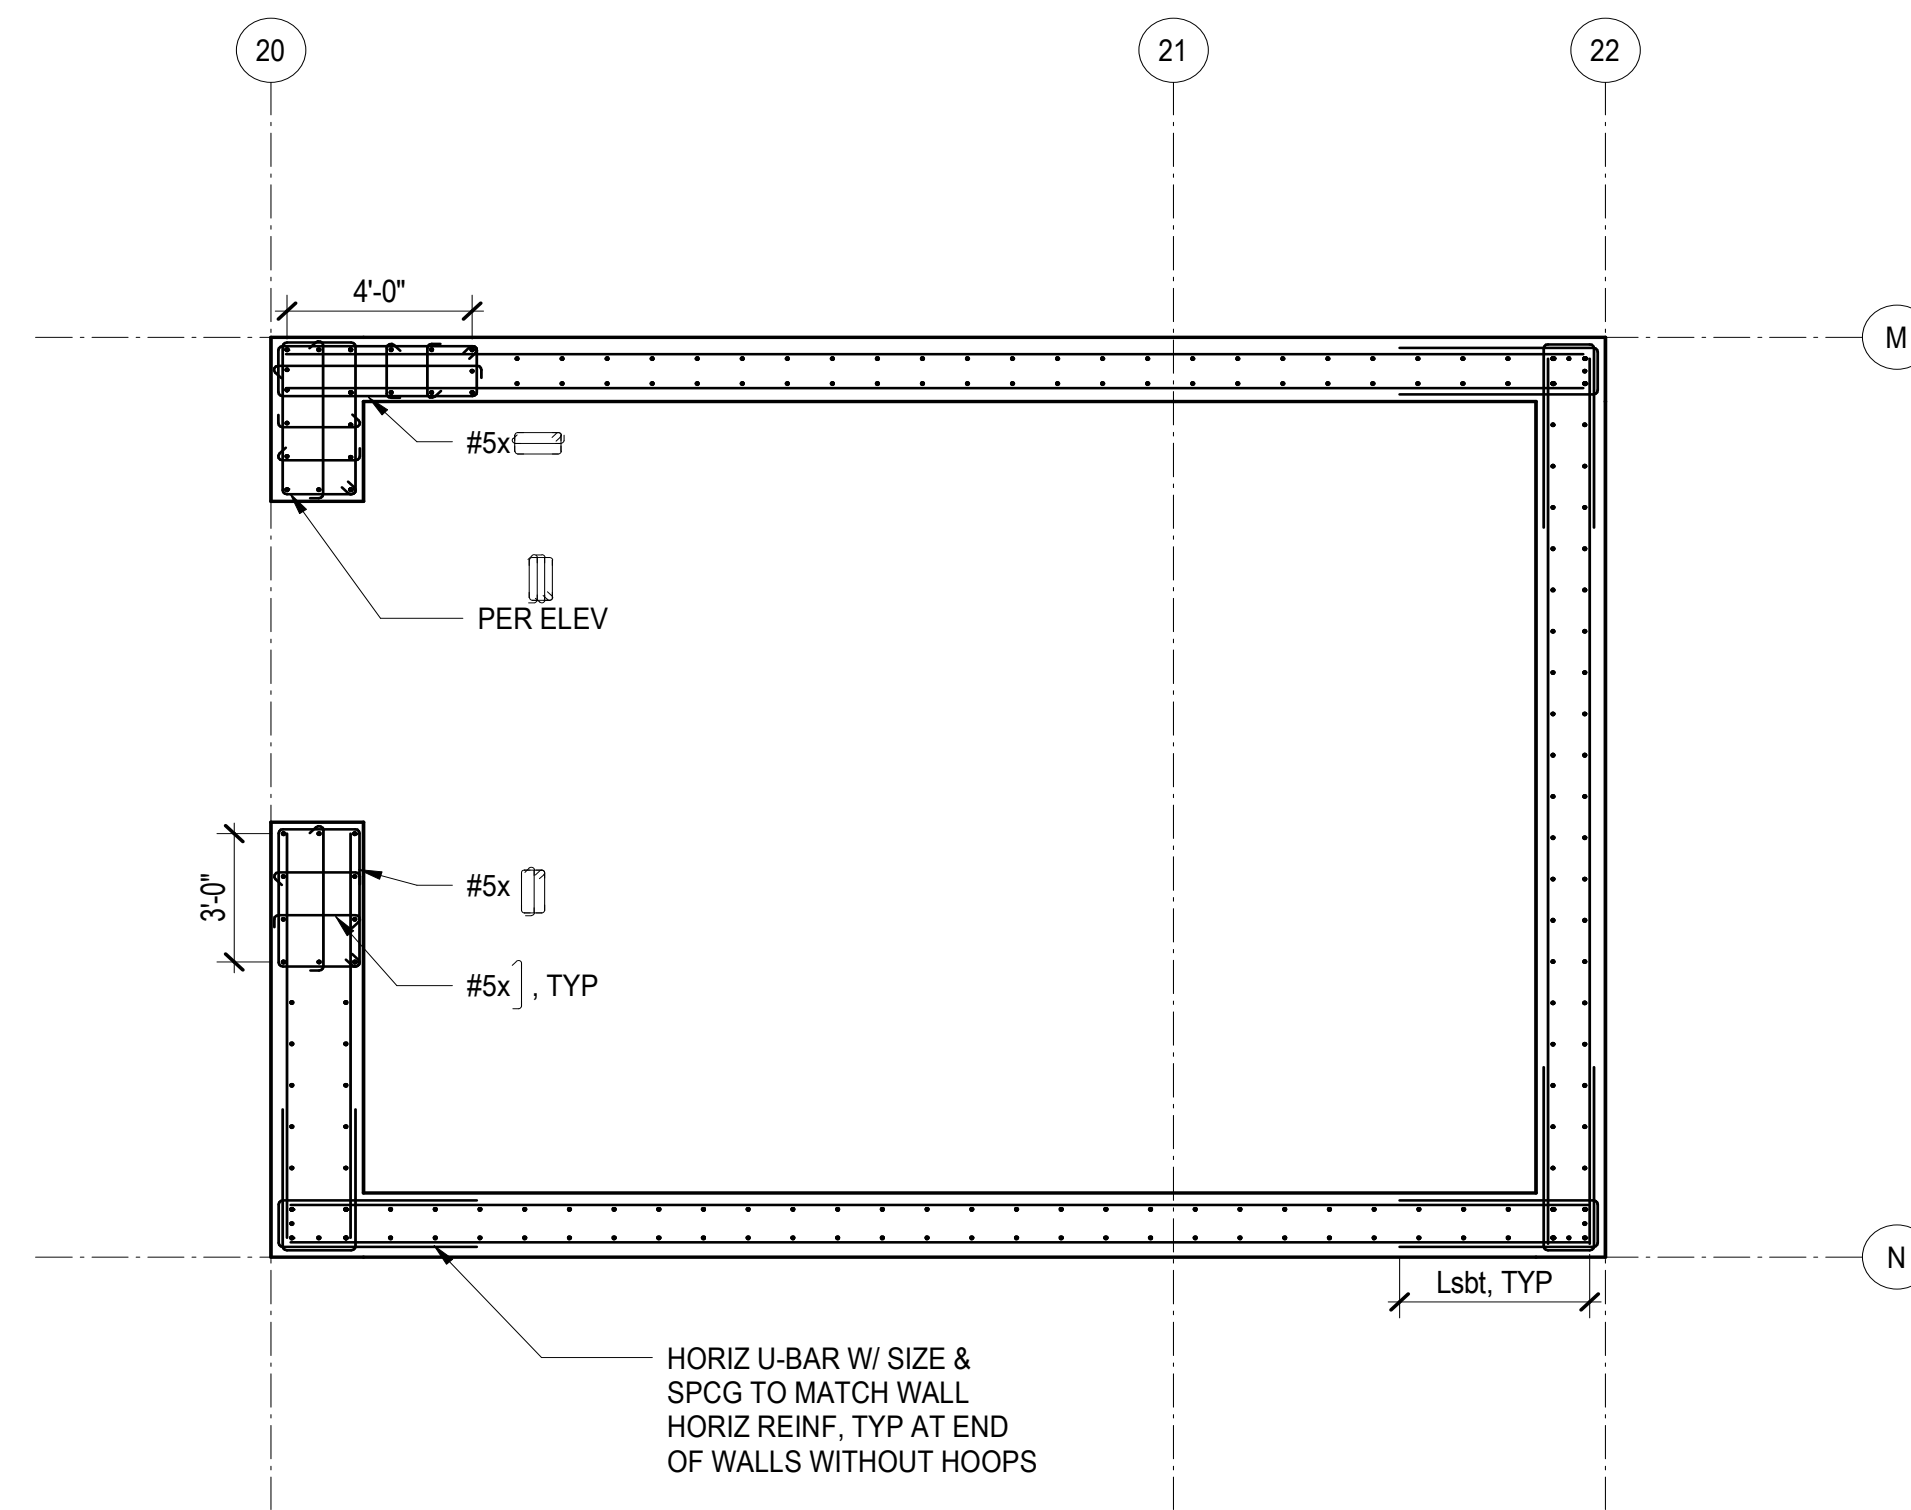 20
21
22
4'-0"
M
#5x
PER ELEV
3'-0"
#5x
#5x , TYP
N
Lsbt, TYP
HORIZ U-BAR W/ SIZE &
SPCG TO MATCH WALL
HORIZ REINF, TYP AT END
OF WALLS WITHOUT HOOPS